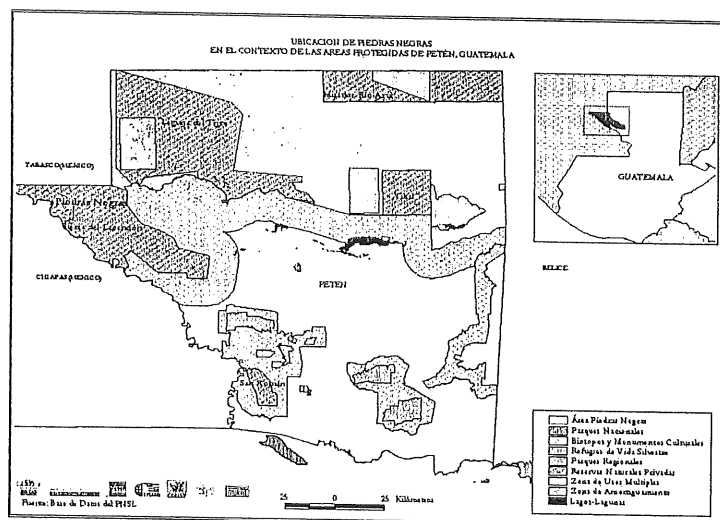 UBICACION DE PIEDRAS NEGRAS
EN EL CONTEXTO DE LAS AREAS PROTEGIDAS DE PETÉN, GUATEMALA
TABASCO (MEXICO)
Piedras Negras
Sierra del Lacandón
CHIAPAS (MEXICO)
PETEN
BELICE
GUATEMALA
Área Piedras Negras
Parques Nacionales
Biotopos y Monumentos Culturales
Refugios de Vida Silvestre
Parques Regionales
Reservas Naturales Privadas
Zona de Usos Múltiples
Zona de Amortiguamiento
Lagos-Lagunas
Fuente: Base de Datos del PNSL
25 0 25 Kilómetros